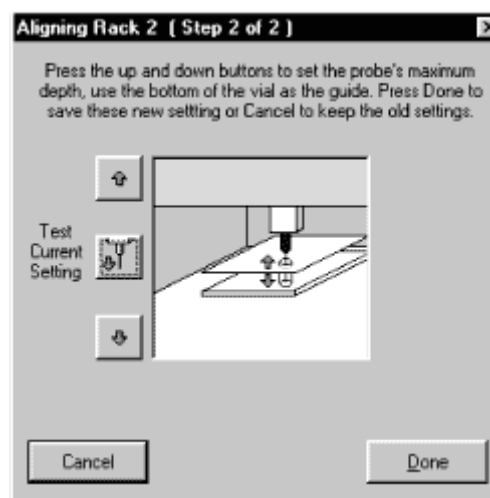 Aligning Rack 2 ( Step 2 of 2 )
Press the up and down buttons to set the probe's maximum
depth, use the bottom of the vial as the guide. Press Done to
save these new settting or Cancel to keep the old settings.
Test
Current
Setting
Cancel
Done